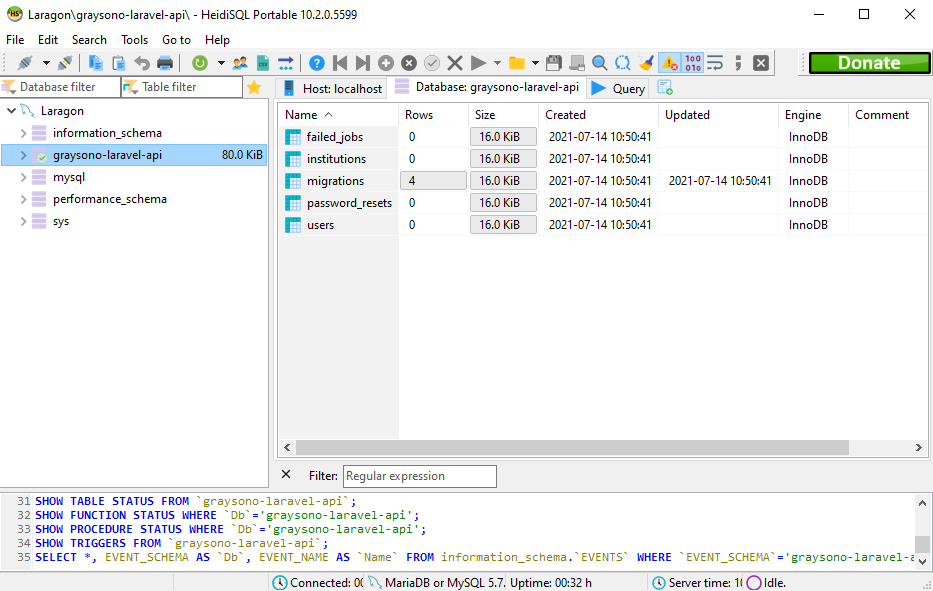 Laragon\graysono-laravel-api\ - HeidiSQL Portable 10.2.0.5599
File Edit Search Tools Go to Help
Donate
Database filter Table filter
Host: localhost Database: graysono-laravel-api Query
Laragon
information_schema
graysono-laravel-api 80.0 KiB
mysql
performance_schema
sys
Name Rows Size Created Updated Engine Comment
failed_jobs 0 16.0 KiB 2021-07-14 10:50:41 InnoDB
institutions 0 16.0 KiB 2021-07-14 10:50:41 InnoDB
migrations 4 16.0 KiB 2021-07-14 10:50:41 2021-07-14 10:50:41 InnoDB
password_resets 0 16.0 KiB 2021-07-14 10:50:41 InnoDB
users 0 16.0 KiB 2021-07-14 10:50:41 InnoDB
Filter: Regular expression
31 SHOW TABLE STATUS FROM `graysono-laravel-api`;
32 SHOW FUNCTION STATUS WHERE `Db`='graysono-laravel-api';
33 SHOW PROCEDURE STATUS WHERE `Db`='graysono-laravel-api';
34 SHOW TRIGGERS FROM `graysono-laravel-api`;
35 SELECT *, EVENT_SCHEMA AS `Db`, EVENT_NAME AS `Name` FROM information_schema.`EVENTS` WHERE `EVENT_SCHEMA`='graysono-laravel-a
Connected: 00 MariaDB or MySQL 5.7. Uptime: 00:32 h Server time: 10 Idle.